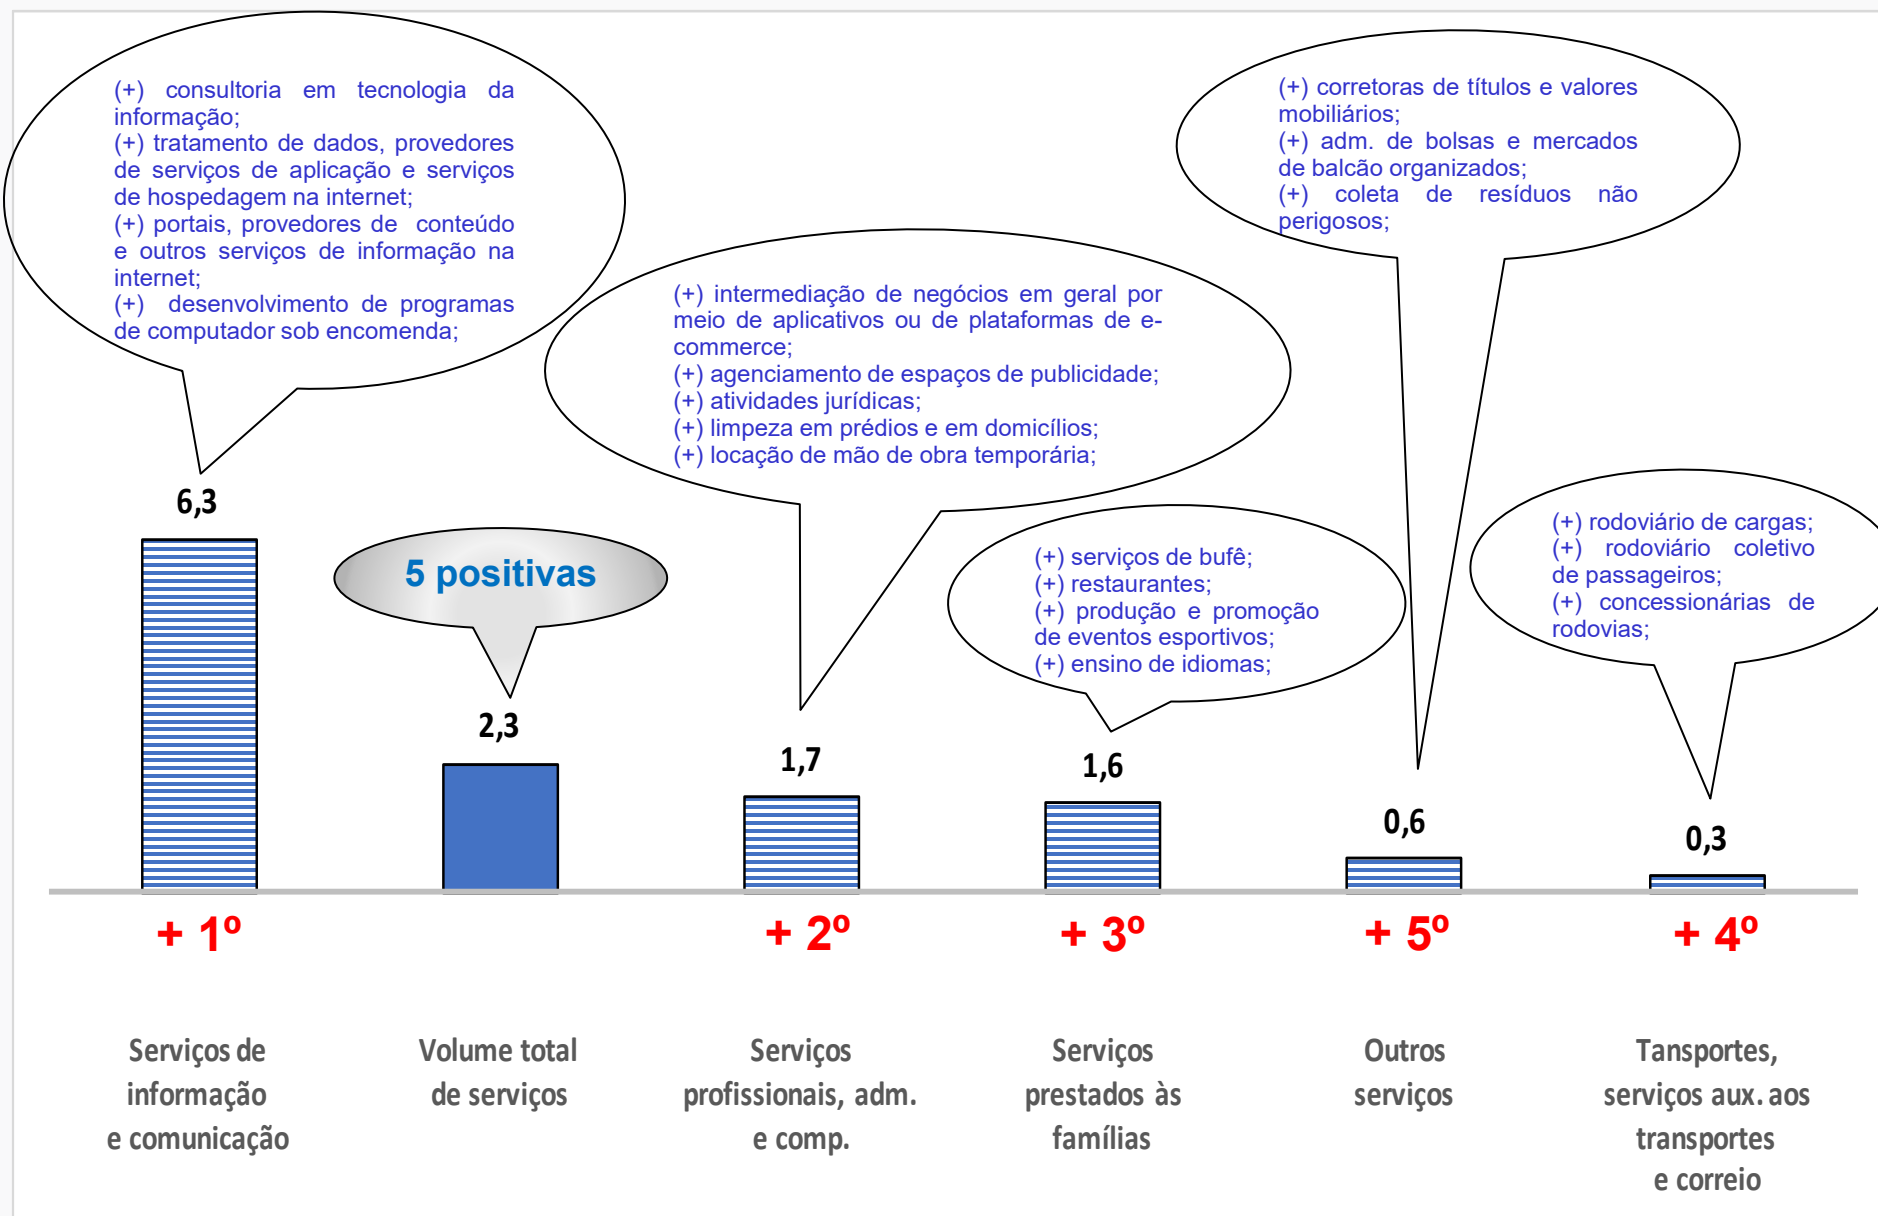 (+) consultoria em tecnologia da
informação;
(+) tratamento de dados, provedores
de serviços de aplicação e serviços
de hospedagem na internet;
(+) portais, provedores de conteúdo
e outros serviços de informação na
internet;
(+) desenvolvimento de programas
de computador sob encomenda;
(+) corretoras de títulos e valores
mobiliários;
(+) adm. de bolsas e mercados
de balcão organizados;
(+) coleta de resíduos não
perigosos;
(+) intermediação de negócios em geral por
meio de aplicativos ou de plataformas de e-
commerce;
(+) agenciamento de espaços de publicidade;
(+) atividades jurídicas;
(+) limpeza em prédios e em domicílios;
(+) locação de mão de obra temporária;
(+) serviços de bufê;
(+) restaurantes;
(+) produção e promoção
de eventos esportivos;
(+) ensino de idiomas;
(+) rodoviário de cargas;
(+) rodoviário coletivo
de passageiros;
(+) concessionárias de
rodovias;
5 positivas
6,3
2,3
1,7
1,6
0,6
0,3
+ 1º
+ 2º
+ 3º
+ 5º
+ 4º
Serviços de
informação
e comunicação
Volume total
de serviços
Serviços
profissionais, adm.
e comp.
Serviços
prestados às
famílias
Outros
serviços
Tansportes,
serviços aux. aos
transportes
e correio